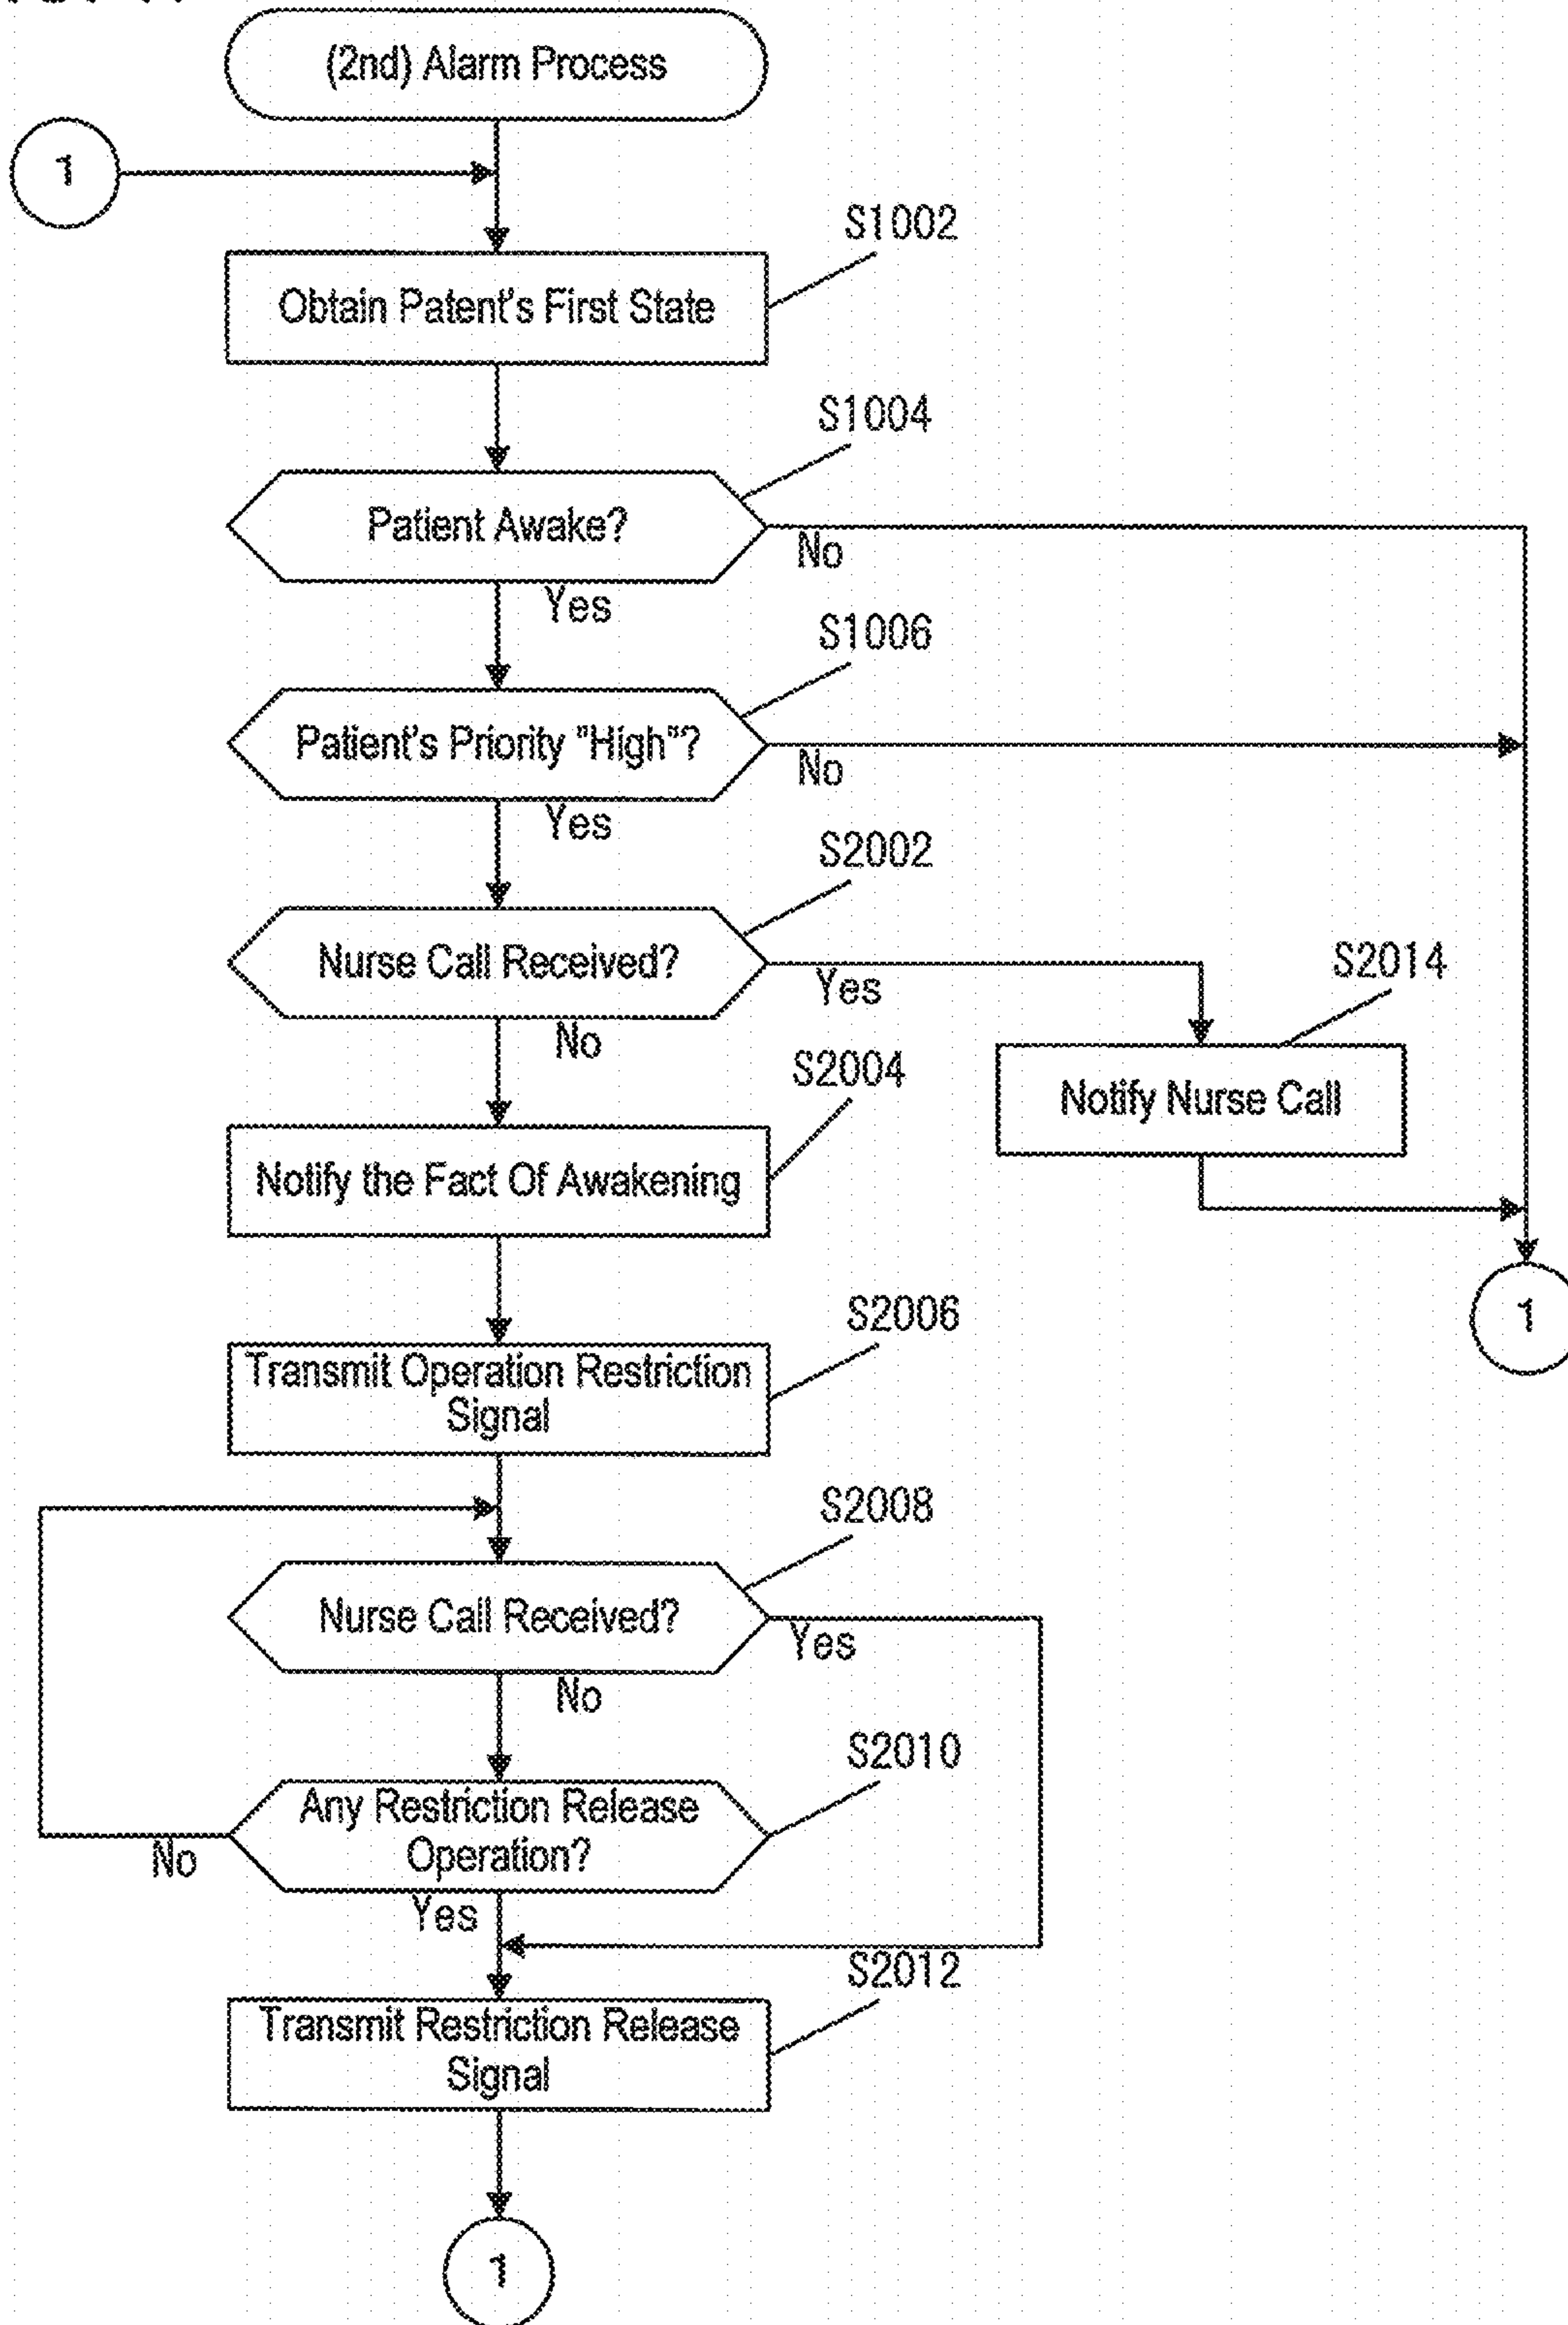 (2nd) Alarm Process
1
S1002
Obtain Patent's First State
S1004
Patient Awake?
No
Yes
S1006
Patient's Priority "High"?
No
Yes
S2002
Nurse Call Received?
Yes
S2014
No
Notify Nurse Call
S2004
Notify the Fact Of Awakening
1
S2006
Transmit Operation Restriction
Signal
S2008
Nurse Call Received?
Yes
No
S2010
Any Restriction Release
Operation?
No
Yes
S2012
Transmit Restriction Release
Signal
1